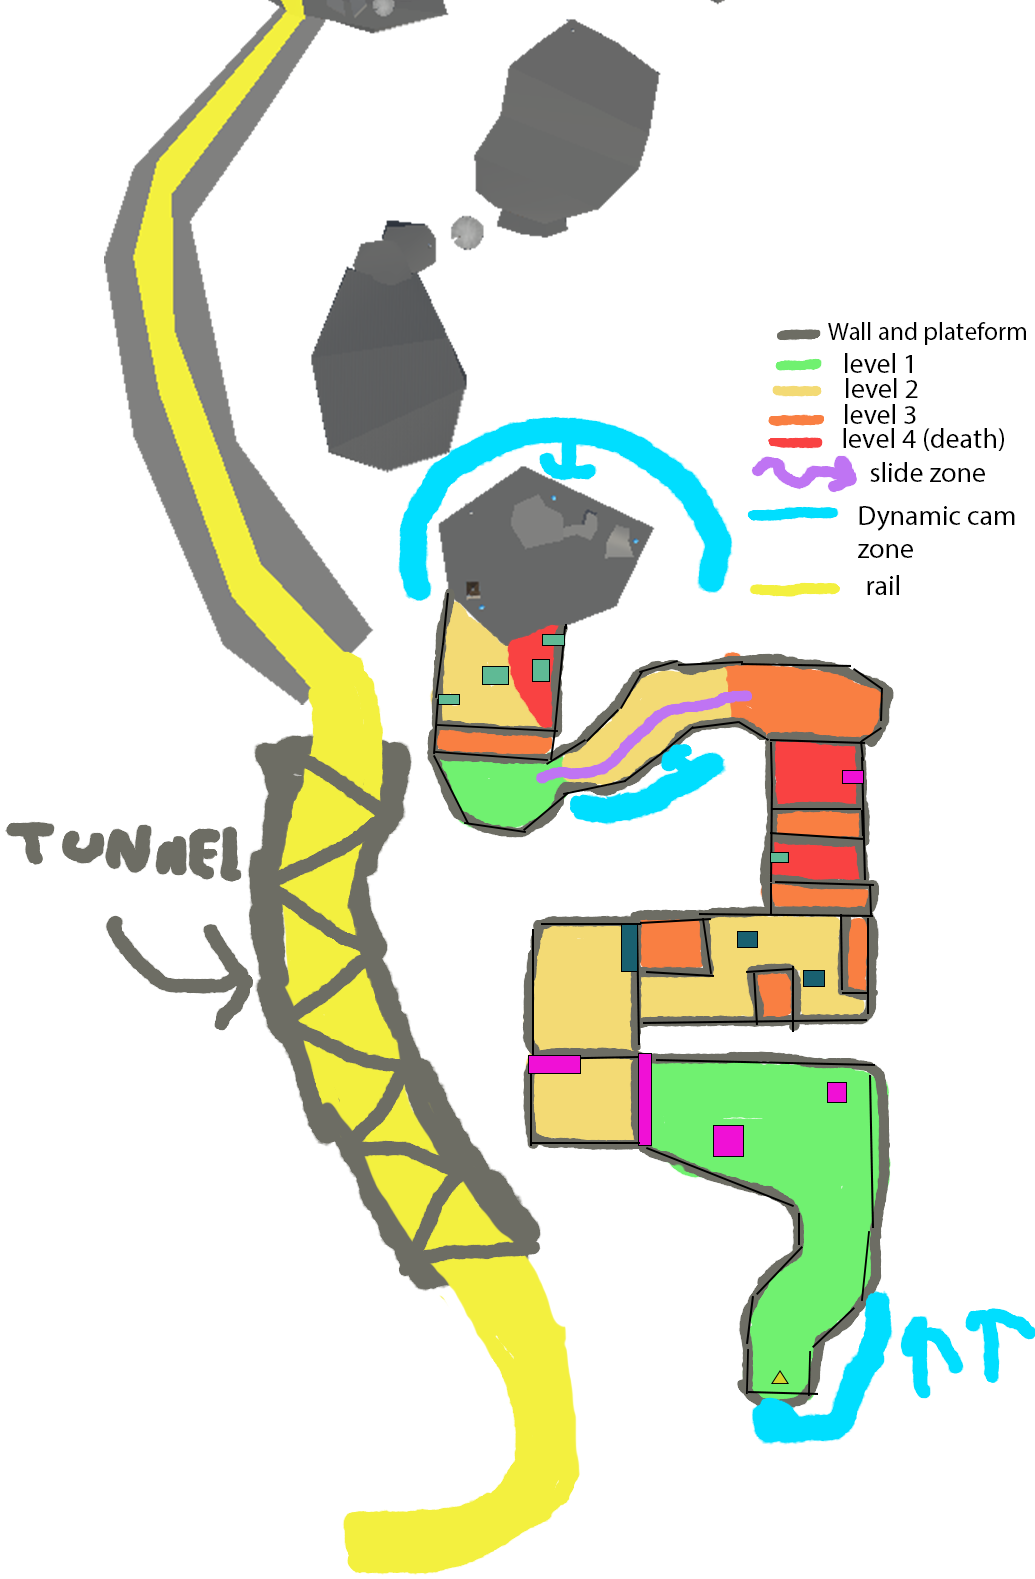 Wall and plateform
level 1
level 2
level 3
level 4 (death)
slide zone
Dynamic cam
zone
rail
TUNNEL